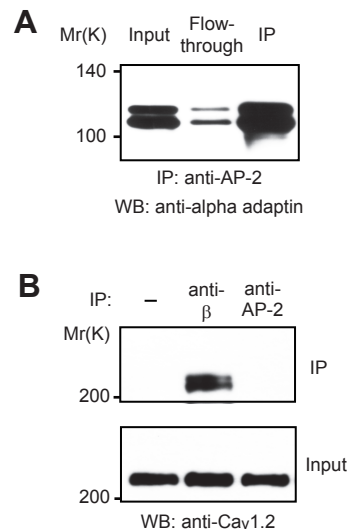 A
Mr(K) Input Flow-through IP
140
100
IP: anti-AP-2
WB: anti-alpha adaptin
B
IP: – anti-β anti-AP-2
Mr(K)
IP
200
Input
200
WB: anti-Cav1.2